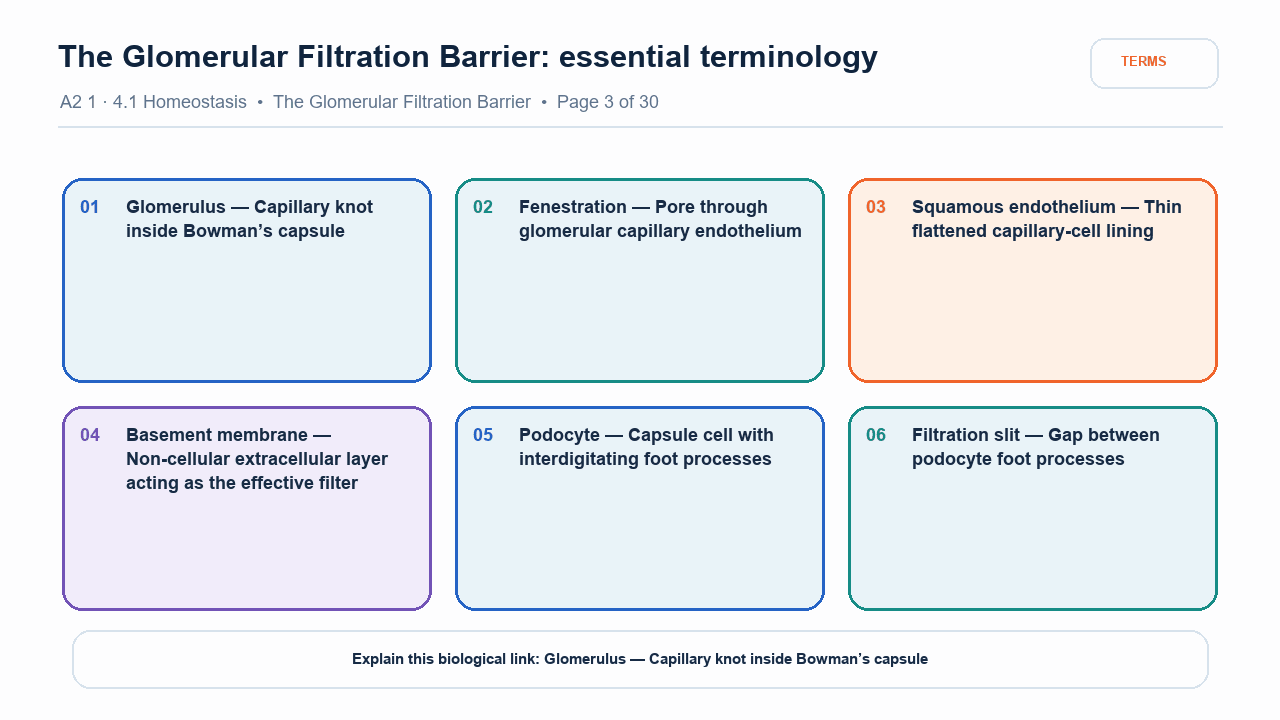 The Glomerular Filtration Barrier: essential terminology
TERMS
A2 1 · 4.1 Homeostasis • The Glomerular Filtration Barrier • Page 3 of 30
01 Glomerulus — Capillary knot
inside Bowman’s capsule
02 Fenestration — Pore through
glomerular capillary endothelium
03 Squamous endothelium — Thin
flattened capillary-cell lining
04 Basement membrane —
Non-cellular extracellular layer
acting as the effective filter
05 Podocyte — Capsule cell with
interdigitating foot processes
06 Filtration slit — Gap between
podocyte foot processes
Explain this biological link: Glomerulus — Capillary knot inside Bowman’s capsule